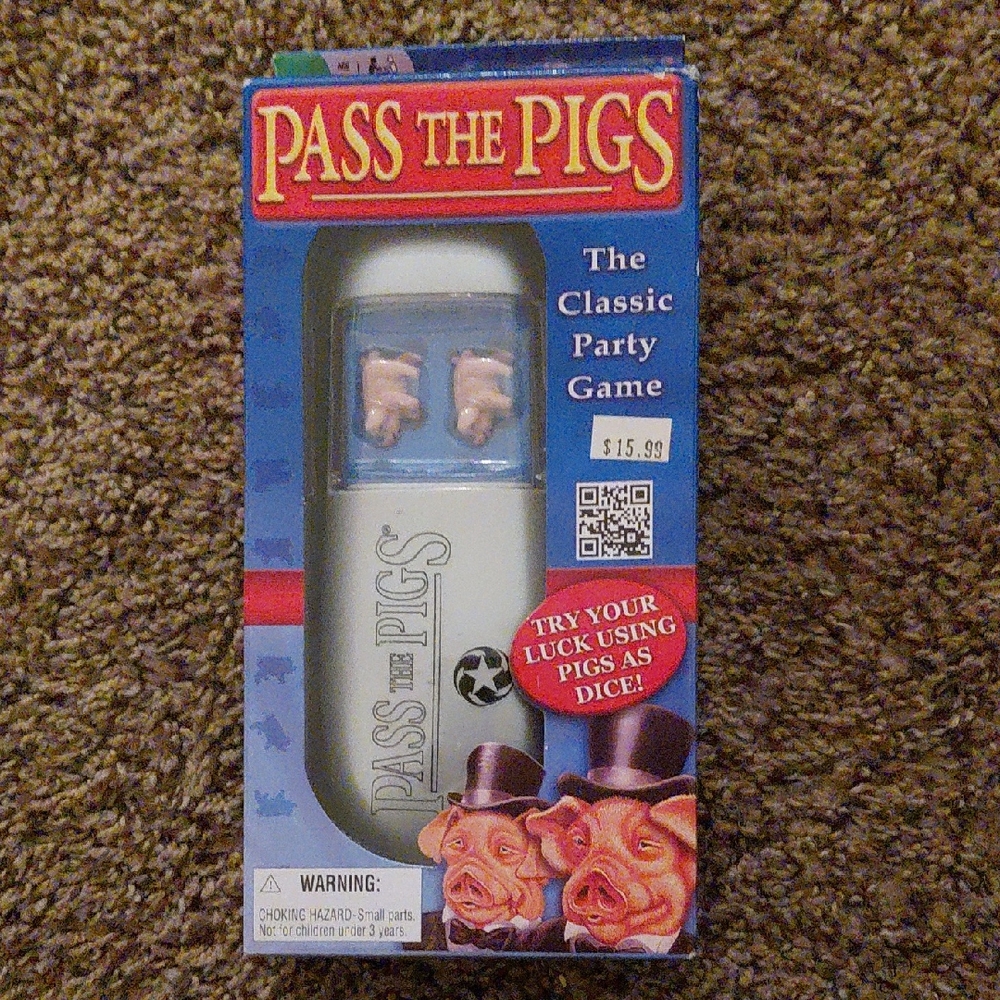 PASS THE PIGS
The
Classic
Party
Game
$15.99
PASS THE PIGS®
TRY YOUR
LUCK USING
PIGS AS
DICE!
WARNING:
CHOKING HAZARD-Small parts.
Not for children under 3 years.